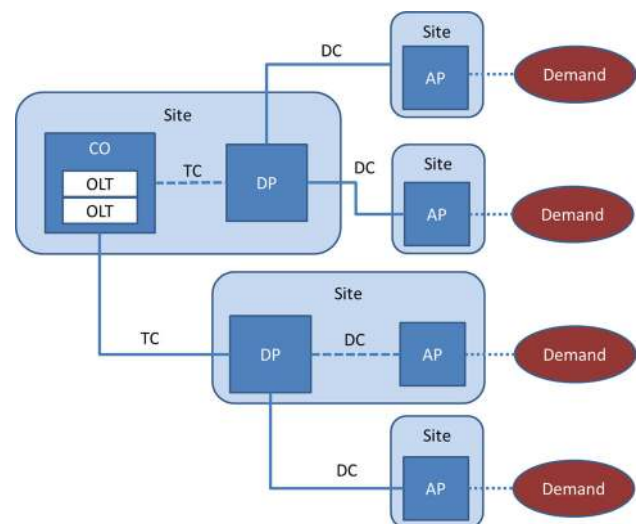 Site
DC
AP
Demand
Site
CO
OLT
OLT
TC
DP
DC
Site
AP
Demand
Site
TC
DP
DC
AP
Demand
Site
DC
AP
Demand